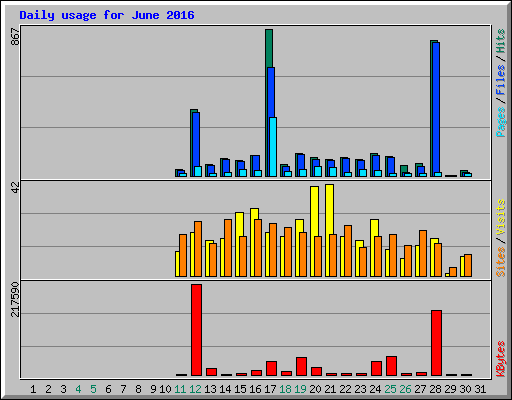 Daily usage for June 2016
867
Pages / Files / Hits
42
Sites / Visits
217590
KBytes
1 2 3 4 5 6 7 8 9 10 11 12 13 14 15 16 17 18 19 20 21 22 23 24 25 26 27 28 29 30 31